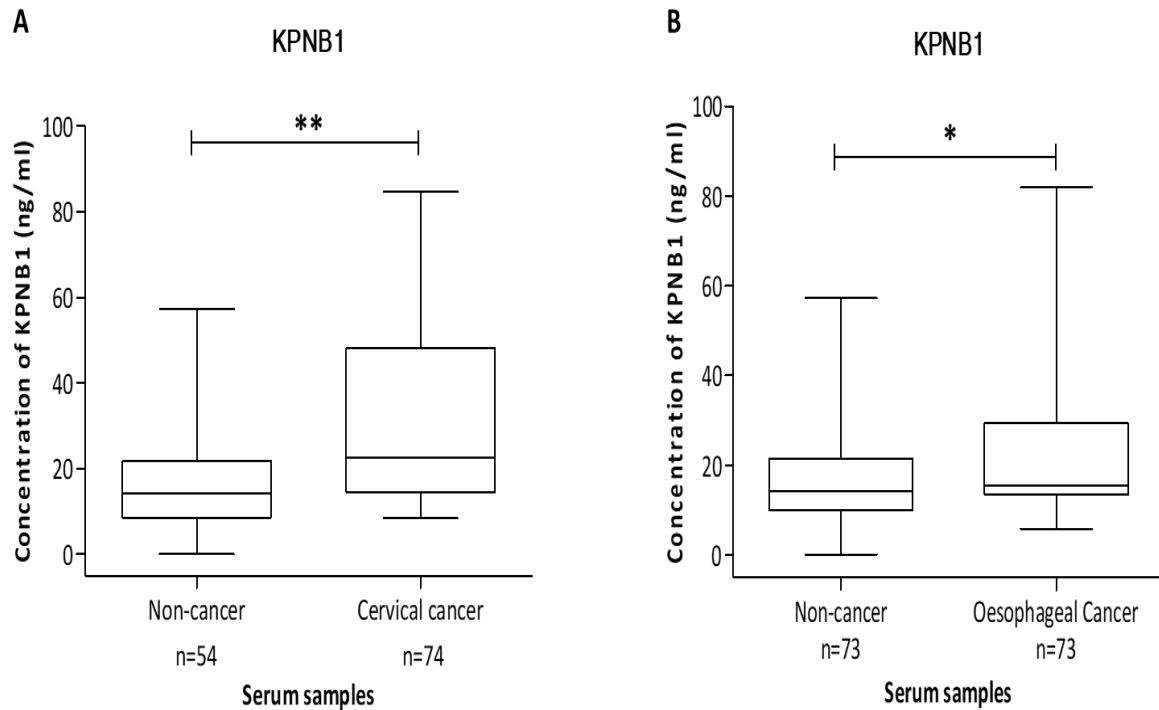 A
KPNB1
Concentration of KPNB1 (ng/ml)
100
80
60
40
20
0
**
Non-cancer
Cervical cancer
n=54
n=74
Serum samples
B
KPNB1
Concentration of KPNB1 (ng/ml)
100
80
60
40
20
0
*
Non-cancer
Oesophageal Cancer
n=73
n=73
Serum samples